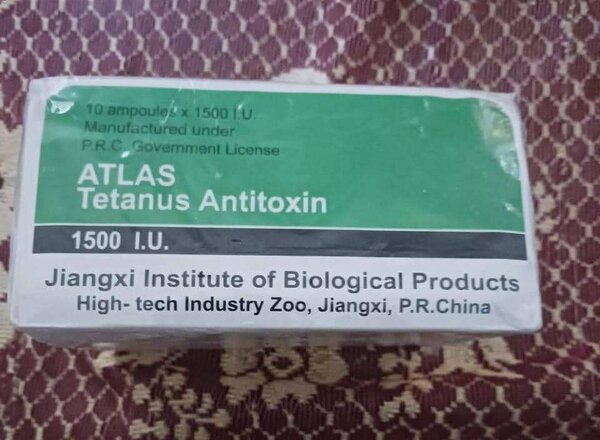 10 ampoules x 1500 I.U.
Manufactured under
P.R.C. Government License
ATLAS
Tetanus Antitoxin
1500 I.U.
Jiangxi Institute of Biological Products
High- tech Industry Zoo, Jiangxi, P.R.China